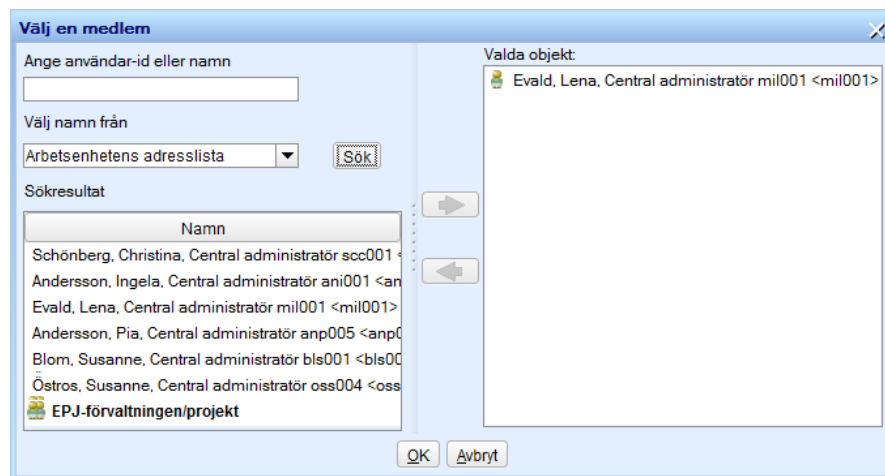 Välj en medlem
Ange användar-id eller namn
Välj namn från
Arbetsenhetens adresslista
Sök
Sökresultat
Namn
Schönberg, Christina, Central administratör scc001 <
Andersson, Ingela, Central administratör ani001 <an
Evald, Lena, Central administratör mil001 <mil001>
Andersson, Pia, Central administratör anp005 <anp0
Blom, Susanne, Central administratör bls001 <bls00
Östros, Susanne, Central administratör oss004 <oss
EPJ-förvaltningen/projekt
Valda objekt:
Evald, Lena, Central administratör mil001 <mil001>
OK
Avbryt